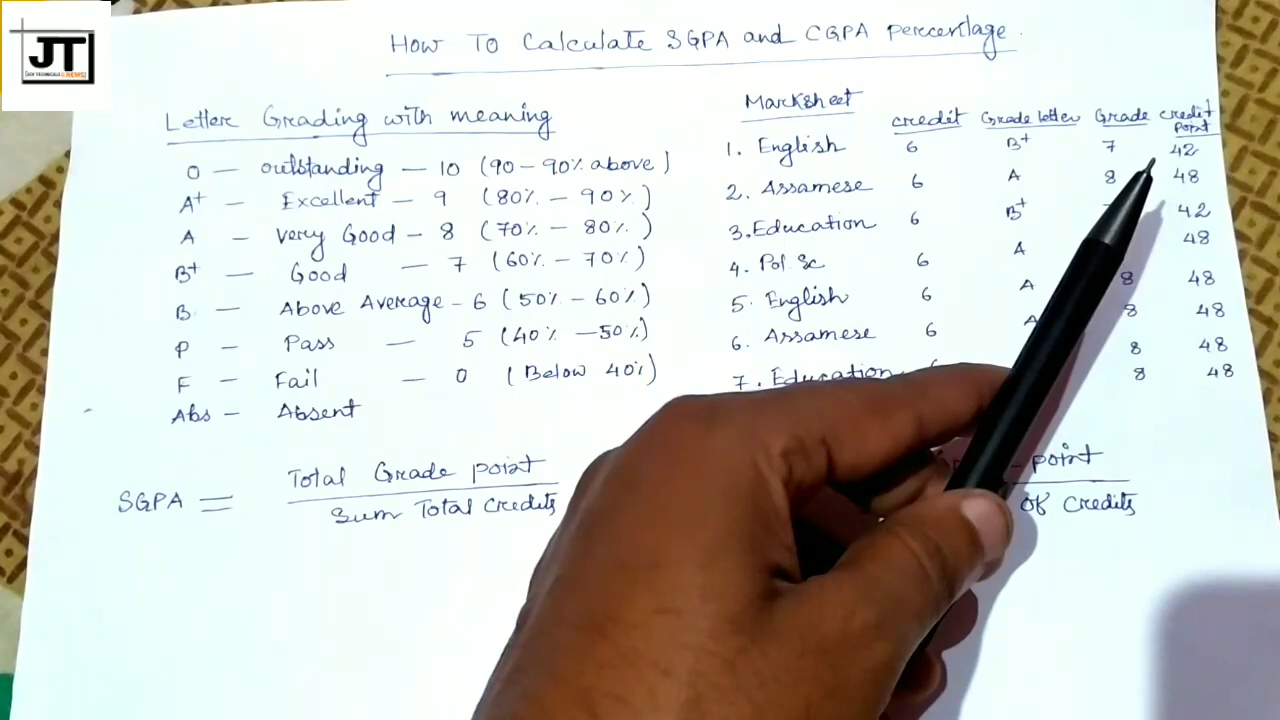 JT
How To Calculate SGPA and CGPA percentage.
Letter Grading with meaning
O — outstanding — 10 (90 – 90% above)
A+ — Excellent — 9 (80% – 90%)
A — very Good — 8 (70% – 80%)
B+ — Good — 7 (60% – 70%)
B — Above Average – 6 (50% – 60%)
P — Pass — 5 (40% – 50%)
F — Fail — 0 (Below 40%)
Abs — Absent
Marksheet credit Grade letter Grade credit point
1. English 6 B+ 7 42
2. Assamese 6 A 8 48
3. Education 6 B+ 42
4. Pol. Sc 6 A 48
5. English 6 A 8 48
6. Assamese 6 A 8 48
7. Education 8 48
8 48
SGPA = Total Grade point
Sum Total Credits
point
of Credits